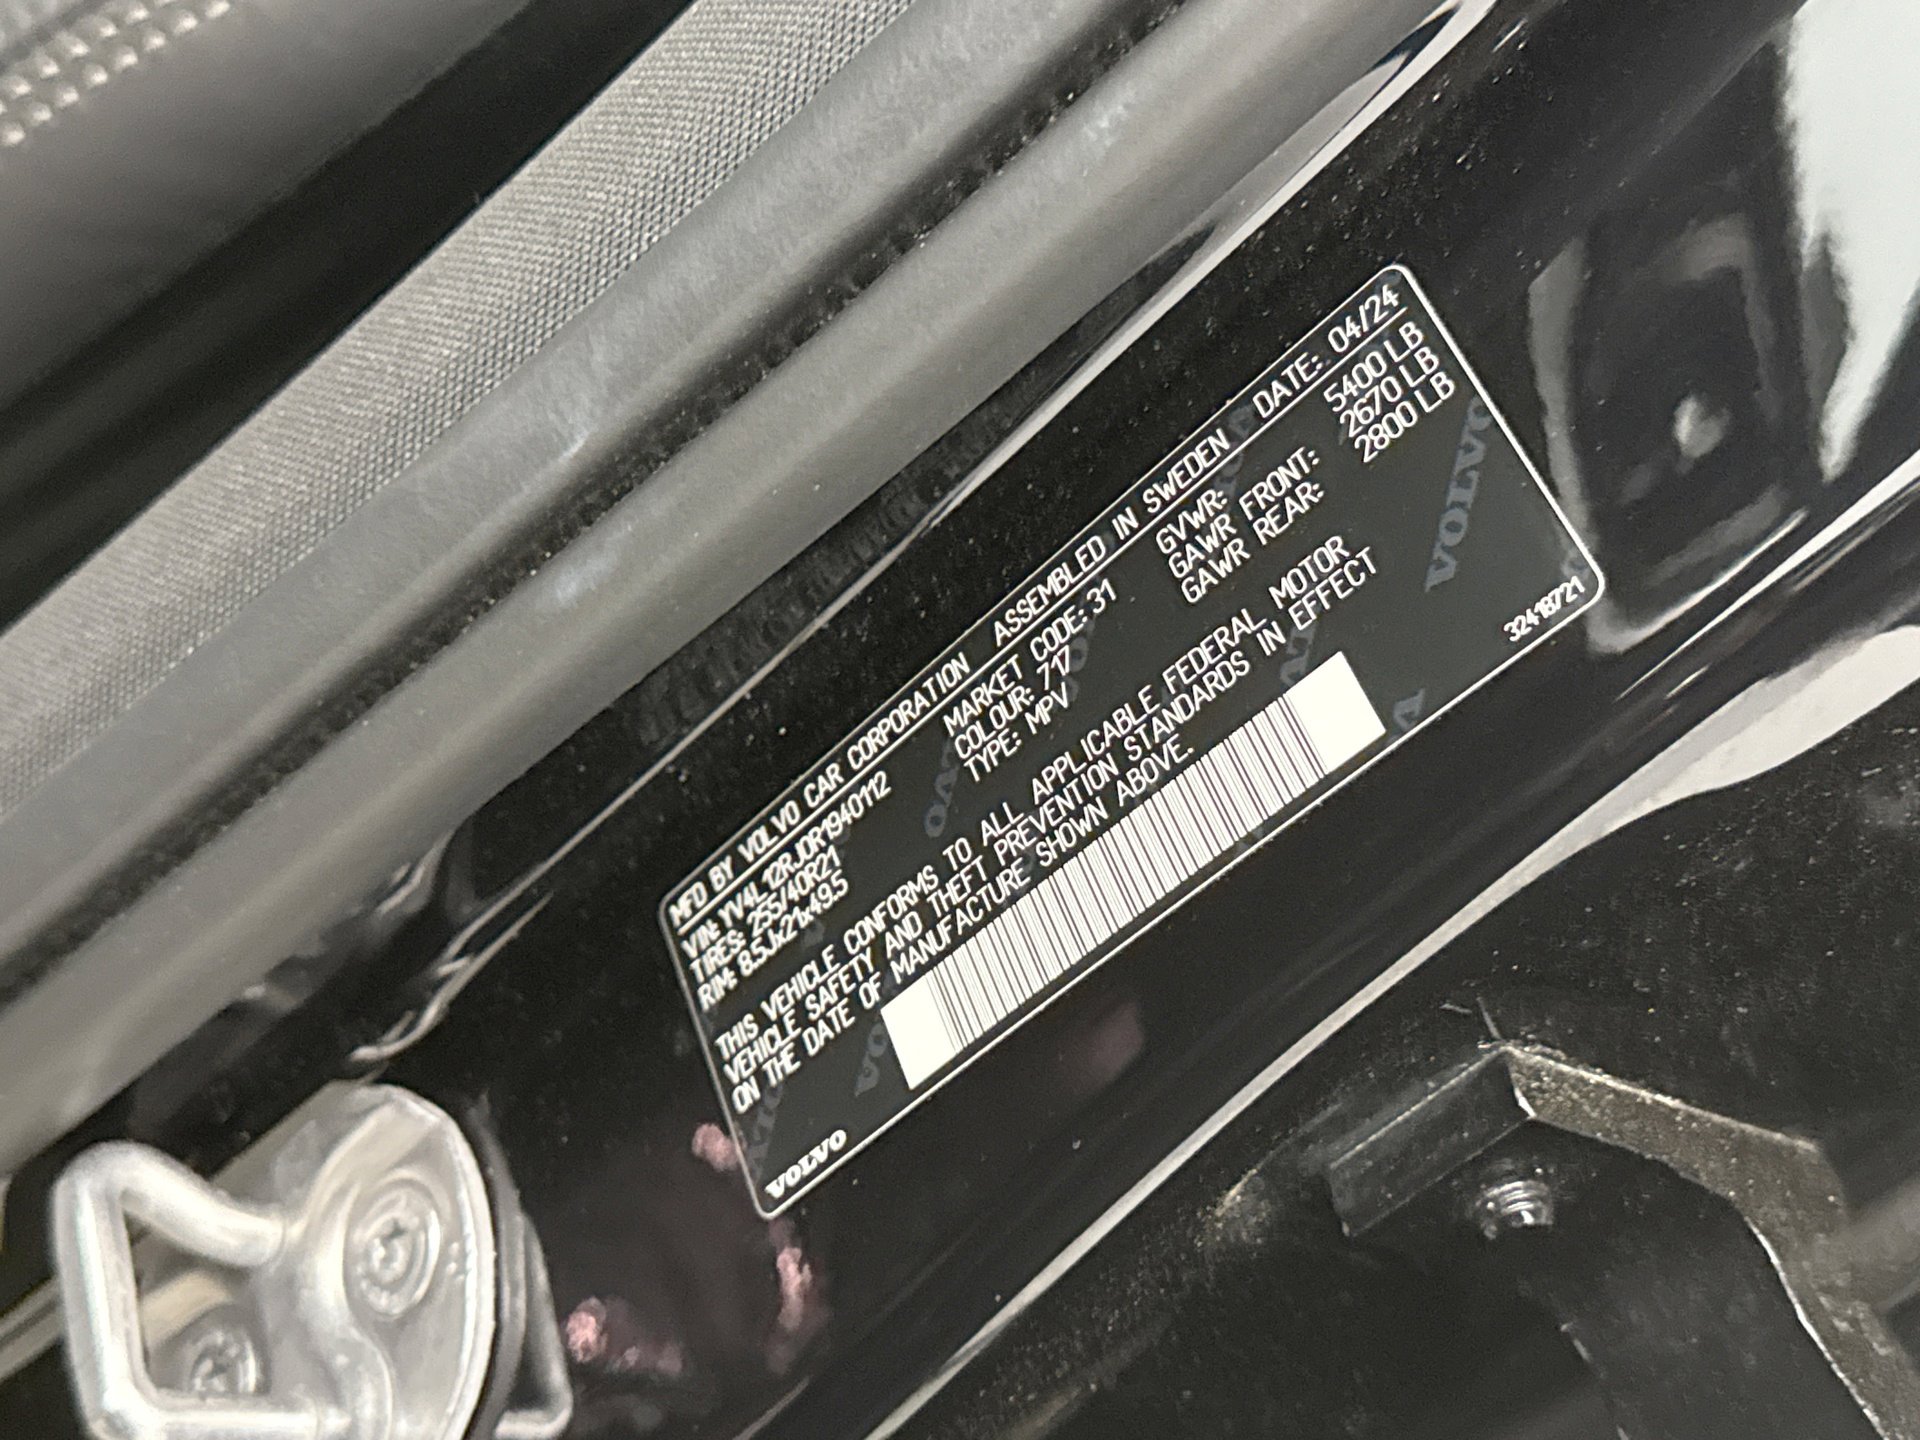 MFD BY VOLVO CAR CORPORATION ASSEMBLED IN SWEDEN DATE: 04/24
VIN: YV4L12RJDR1940112 MARKET CODE: 31 GVWR: 5400 LB
TIRES: 255/40R21 COLOUR: 717 GAWR FRONT: 2670 LB
RIM: 8.5Jx21x49.5 TYPE: MPV GAWR REAR: 2800 LB
THIS VEHICLE CONFORMS TO ALL APPLICABLE FEDERAL MOTOR
VEHICLE SAFETY AND THEFT PREVENTION STANDARDS IN EFFECT
ON THE DATE OF MANUFACTURE SHOWN ABOVE.
VOLVO 32418721